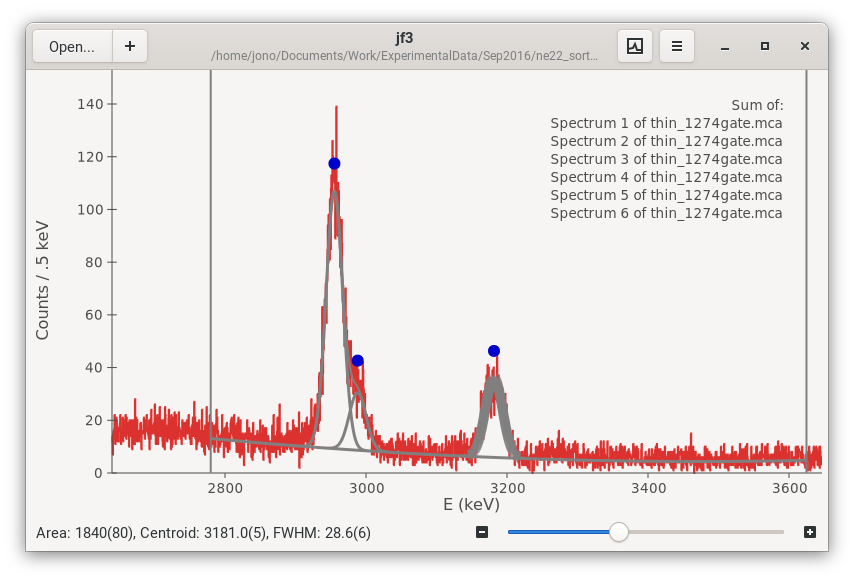 Open...
+
jf3
/home/jono/Documents/Work/ExperimentalData/Sep2016/ne22_sort...
Sum of:
Spectrum 1 of thin_1274gate.mca
Spectrum 2 of thin_1274gate.mca
Spectrum 3 of thin_1274gate.mca
Spectrum 4 of thin_1274gate.mca
Spectrum 5 of thin_1274gate.mca
Spectrum 6 of thin_1274gate.mca
Counts / .5 keV
140
120
100
80
60
40
20
0
2800 3000 3200 3400 3600
E (keV)
Area: 1840(80), Centroid: 3181.0(5), FWHM: 28.6(6)